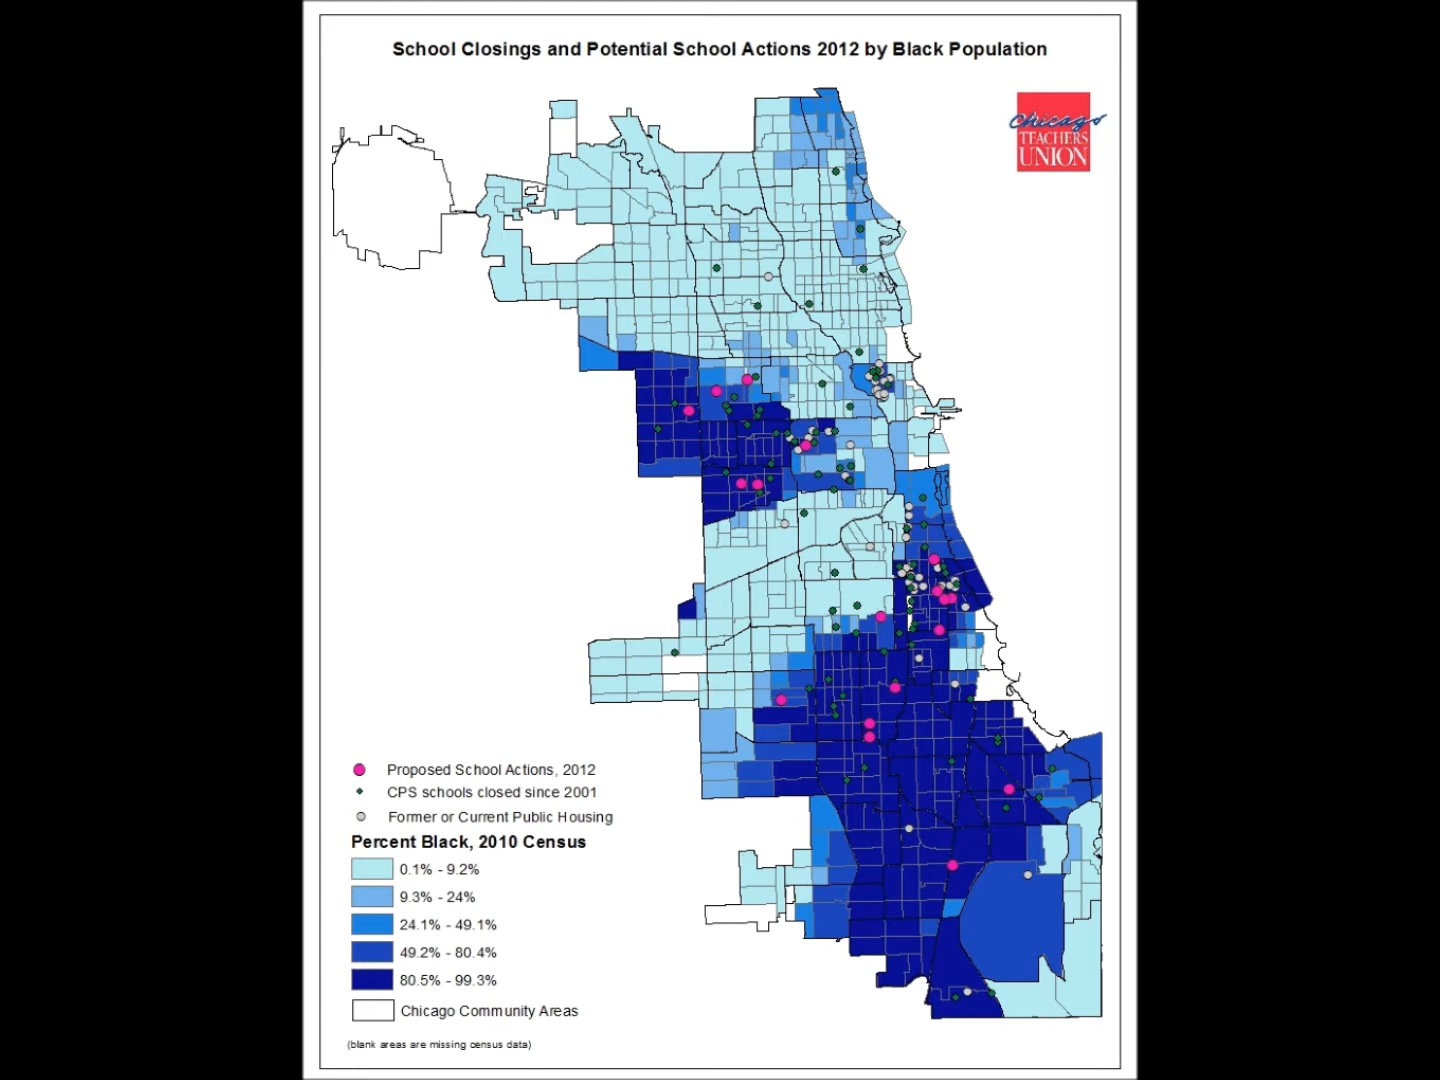 School Closings and Potential School Actions 2012 by Black Population
Chicago
TEACHERS
UNION
Proposed School Actions, 2012
CPS schools closed since 2001
Former or Current Public Housing
Percent Black, 2010 Census
0.1% - 9.2%
9.3% - 24%
24.1% - 49.1%
49.2% - 80.4%
80.5% - 99.3%
Chicago Community Areas
(blank areas are missing census data)